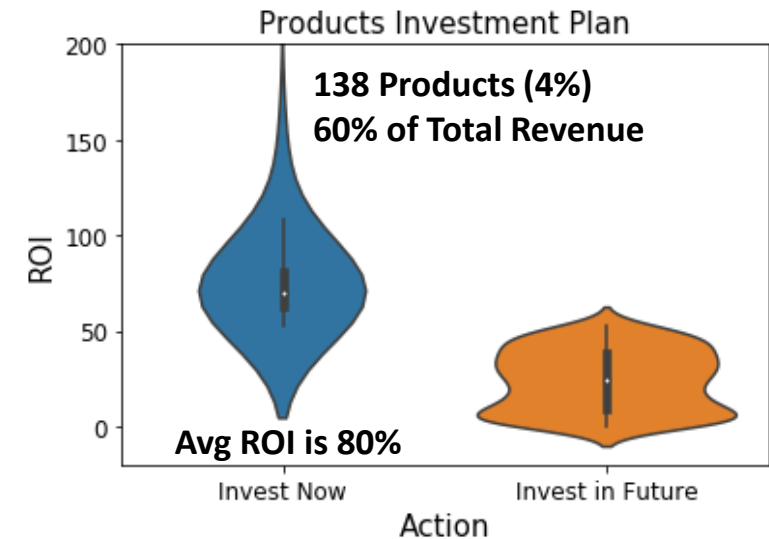 Products Investment Plan
200
138 Products (4%)
60% of Total Revenue
150
100
ROI
50
0
Avg ROI is 80%
Invest Now
Invest in Future
Action